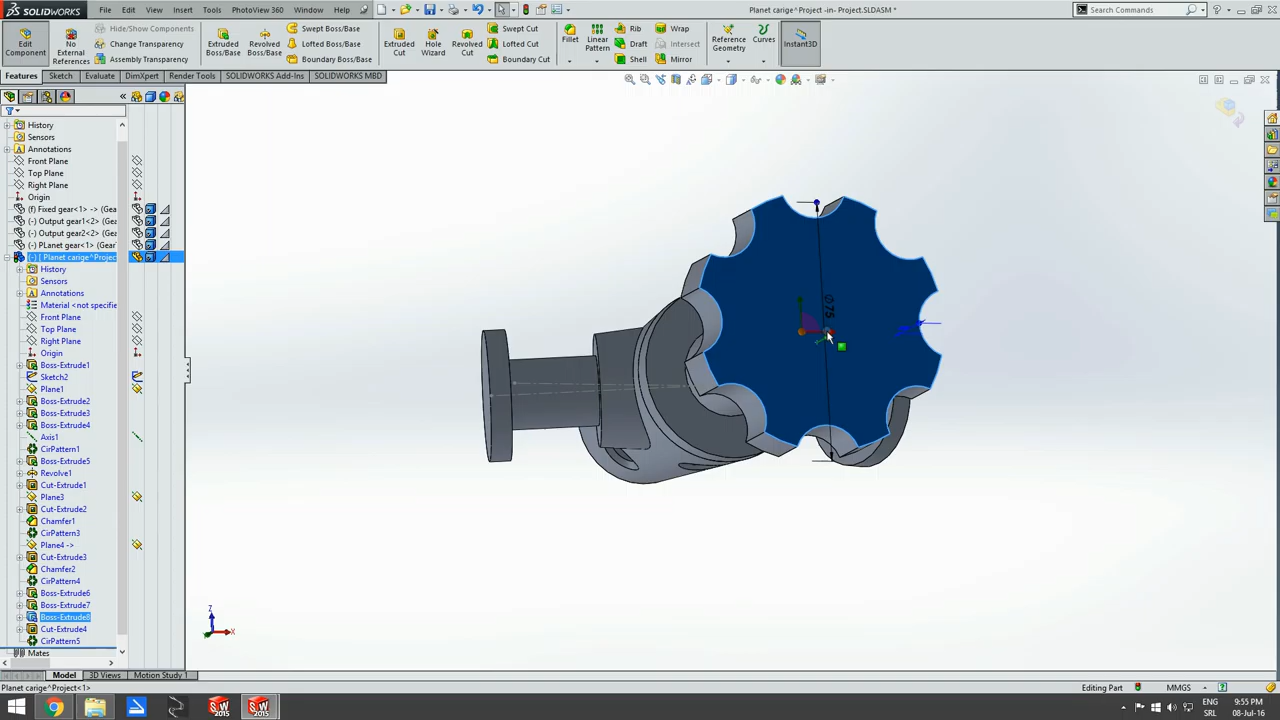 SOLIDWORKS File Edit View Insert Tools PhotoView 360 Window Help Planet carige^ Project -in- Project.SLDASM * Search Commands
Edit Component
No External References
Hide/Show Components
Change Transparency
Assembly Transparency
Extruded Boss/Base
Revolved Boss/Base
Swept Boss/Base
Lofted Boss/Base
Boundary Boss/Base
Extruded Cut
Hole Wizard
Revolved Cut
Swept Cut
Lofted Cut
Boundary Cut
Fillet
Linear Pattern
Rib
Draft
Shell
Wrap
Intersect
Mirror
Reference Geometry
Curves
Instant3D
Features Sketch Evaluate DimXpert Render Tools SOLIDWORKS Add-Ins SOLIDWORKS MBD
History
Sensors
Annotations
Front Plane
Top Plane
Right Plane
Origin
(f) Fixed gear<1> -> (Gea
(-) Output gear1<2> (Gea
(-) Output gear2<2> (Gea
(-) PLanet gear<1> (Gea
(-) [ Planet carige^Projec
History
Sensors
Annotations
Material <not specifie
Front Plane
Top Plane
Right Plane
Origin
Boss-Extrude1
Sketch2
Plane1
Boss-Extrude2
Boss-Extrude3
Boss-Extrude4
Axis1
CirPattern1
Boss-Extrude5
Revolve1
Cut-Extrude1
Plane3
Cut-Extrude2
Chamfer1
CirPattern3
Plane4 ->
Cut-Extrude3
Chamfer2
CirPattern4
Boss-Extrude6
Boss-Extrude7
Boss-Extrude8
Cut-Extrude4
CirPattern5
Mates
Ø75
Z
X
Model 3D Views Motion Study 1
Planet carige^Project<1> Editing Part MMGS
2015 2015
ENG 9:55 PM
SRL 08-Jul-16